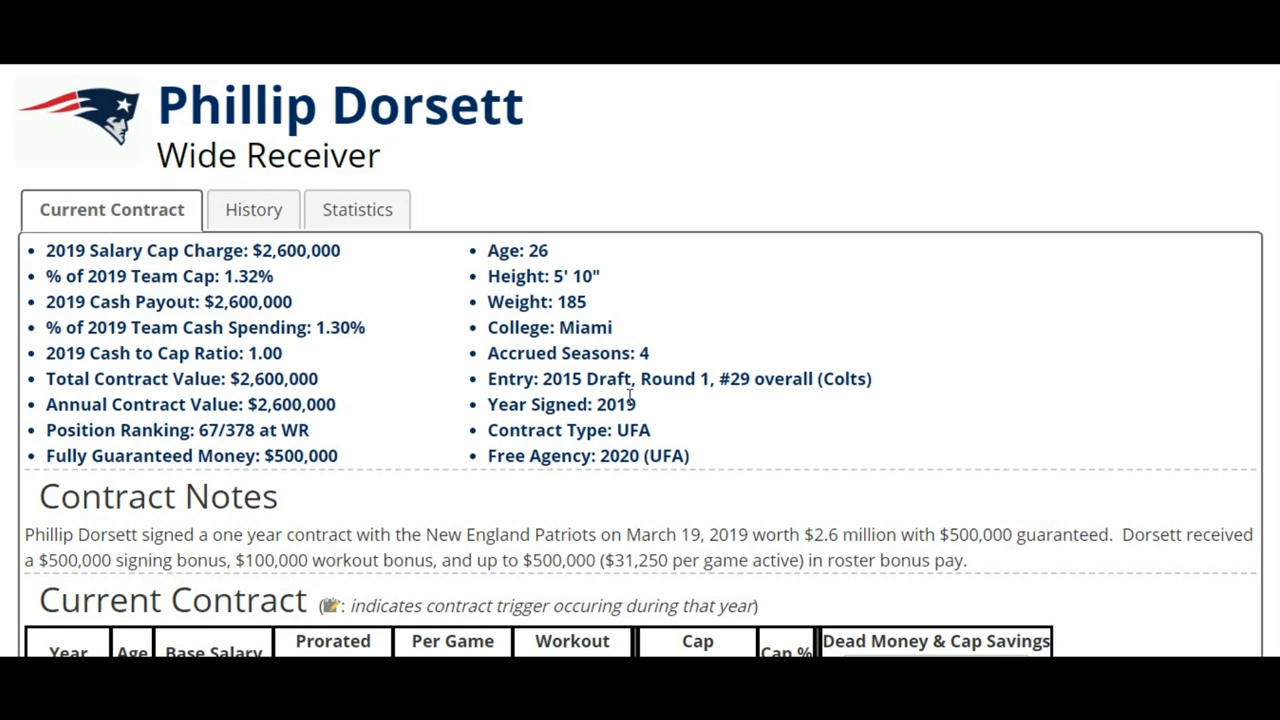 Phillip Dorsett
Wide Receiver
Current Contract
History
Statistics
2019 Salary Cap Charge: $2,600,000
% of 2019 Team Cap: 1.32%
2019 Cash Payout: $2,600,000
% of 2019 Team Cash Spending: 1.30%
2019 Cash to Cap Ratio: 1.00
Total Contract Value: $2,600,000
Annual Contract Value: $2,600,000
Position Ranking: 67/378 at WR
Fully Guaranteed Money: $500,000
Age: 26
Height: 5' 10"
Weight: 185
College: Miami
Accrued Seasons: 4
Entry: 2015 Draft, Round 1, #29 overall (Colts)
Year Signed: 2019
Contract Type: UFA
Free Agency: 2020 (UFA)
Contract Notes
Phillip Dorsett signed a one year contract with the New England Patriots on March 19, 2019 worth $2.6 million with $500,000 guaranteed.  Dorsett received
a $500,000 signing bonus, $100,000 workout bonus, and up to $500,000 ($31,250 per game active) in roster bonus pay.
Current Contract (: indicates contract trigger occuring during that year)
Year Age Base Salary Prorated Per Game Workout Cap Cap % Dead Money & Cap Savings